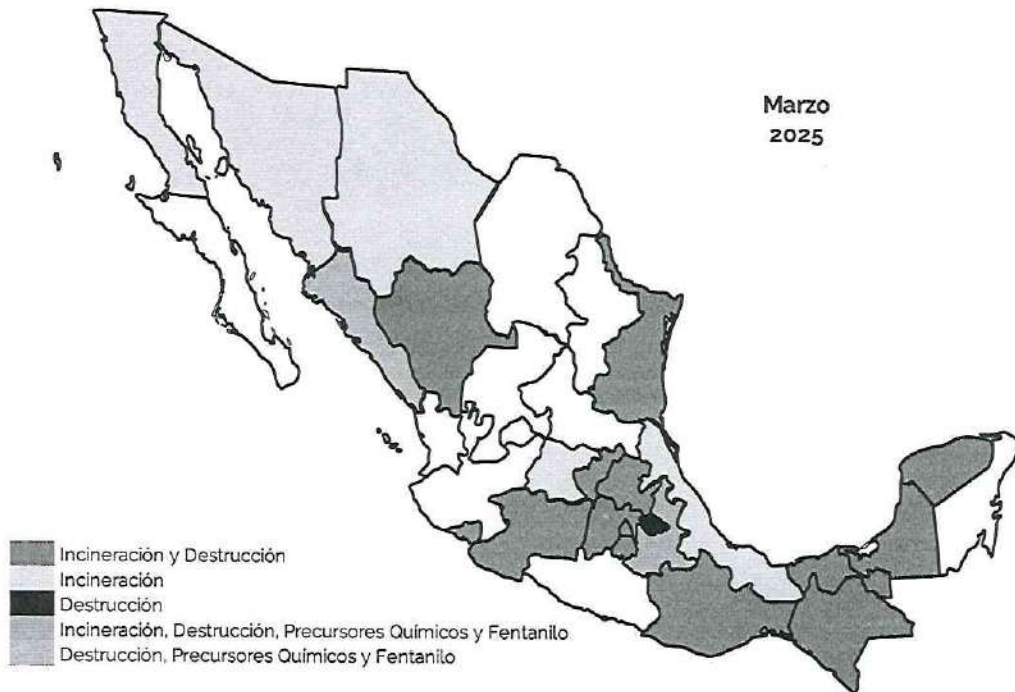 Marzo
2025
Incineración y Destrucción
Incineración
Destrucción
Incineración, Destrucción, Precursores Químicos y Fentanilo
Destrucción, Precursores Químicos y Fentanilo